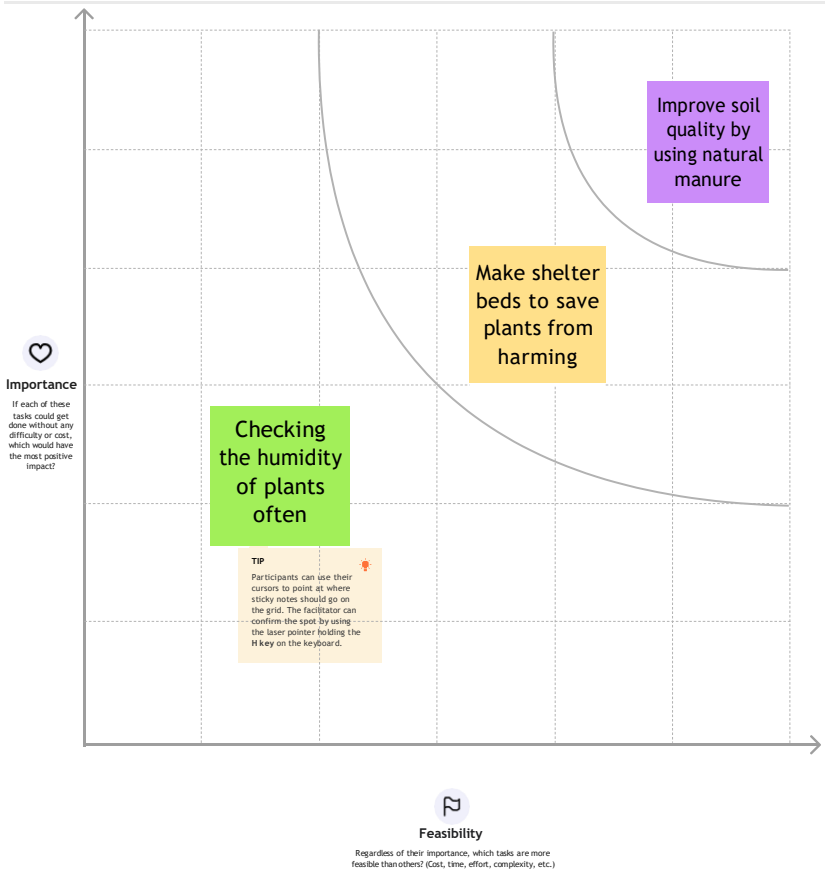 Improve soil
quality by
using natural
manure
Make shelter
beds to save
plants from
harming
Importance
If each of these
tasks could get
done without any
difficulty or cost,
which would have
the most positive
impact?
Checking
the humidity
of plants
often
TIP
Participants can use their
cursors to point at where
sticky notes should go on
the grid. The facilitator can
confirm the spot by using
the laser pointer holding the
H key on the keyboard.
Feasibility
Regardless of their importance, which tasks are more
feasible than others? (Cost, time, effort, complexity, etc.)